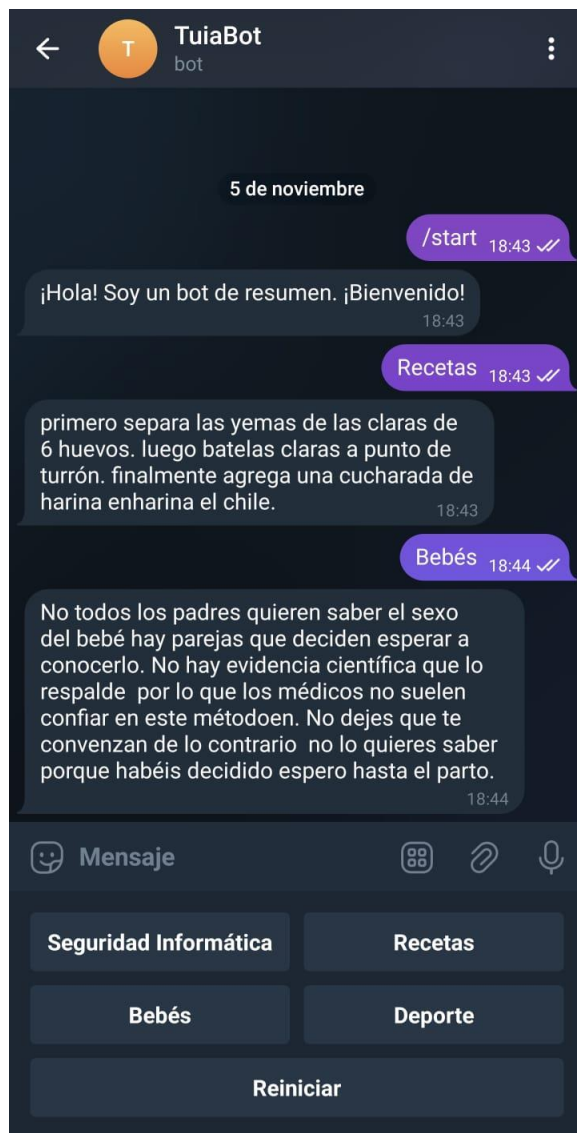 TuiaBot
T
bot
5 de noviembre
/start 18:43
¡Hola! Soy un bot de resumen. ¡Bienvenido!
18:43
Recetas 18:43
primero separa las yemas de las claras de
6 huevos. luego batelas claras a punto de
turrón. finalmente agrega una cucharada de
harina enharina el chile.
18:43
Bebés 18:44
No todos los padres quieren saber el sexo
del bebé hay parejas que deciden esperar a
conocerlo. No hay evidencia científica que lo
respalde  por lo que los médicos no suelen
confiar en este métodoen. No dejes que te
convenzan de lo contrario  no lo quieres saber
porque habéis decidido espero hasta el parto.
18:44
Mensaje
Seguridad Informática
Recetas
Bebés
Deporte
Reiniciar